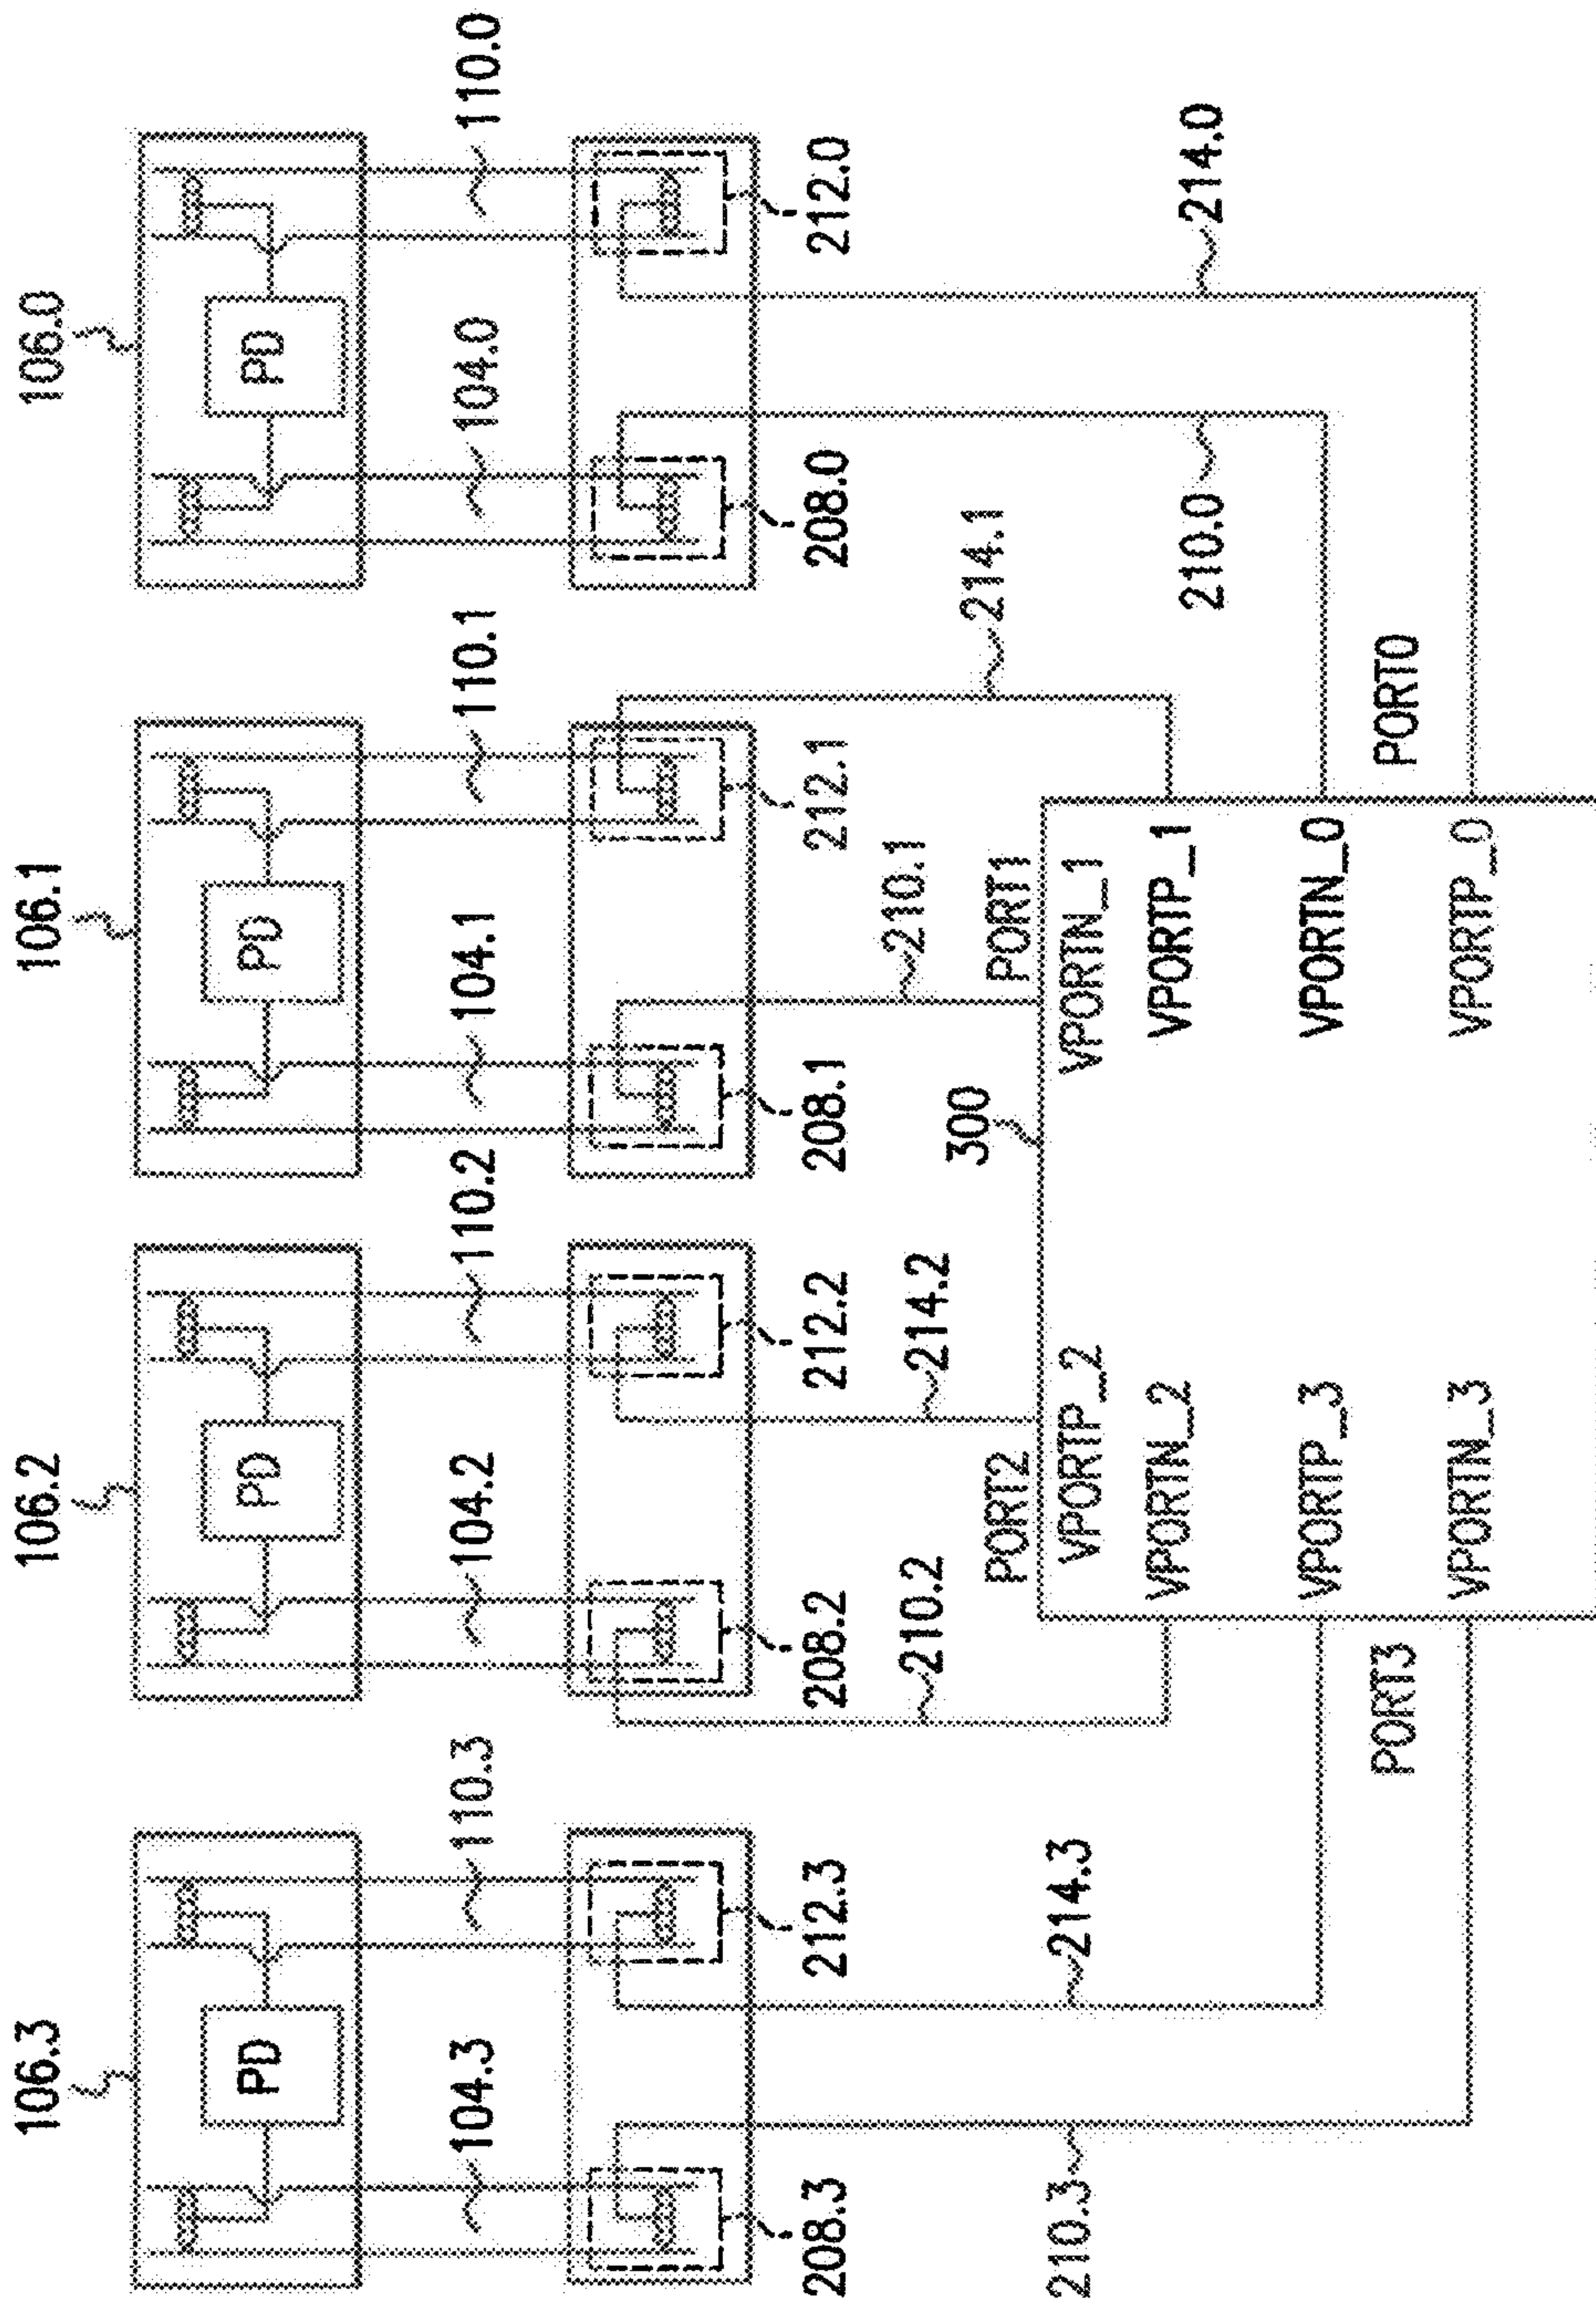 106.3
106.2
106.1
106.0
PD
PD
PD
PD
104.3
110.3
104.2
110.2
104.1
110.1
104.0
110.0
208.3
212.3
208.2
212.2
208.1
212.1
208.0
212.0
210.2
214.2
210.1
214.1
210.3
214.3
210.0
214.0
300
PORT2
PORT1
VPORTP_2
VPORTN_1
VPORTN_2
VPORTP_1
VPORTP_3
VPORTN_0
PORT3
PORT0
VPORTN_3
VPORTP_0